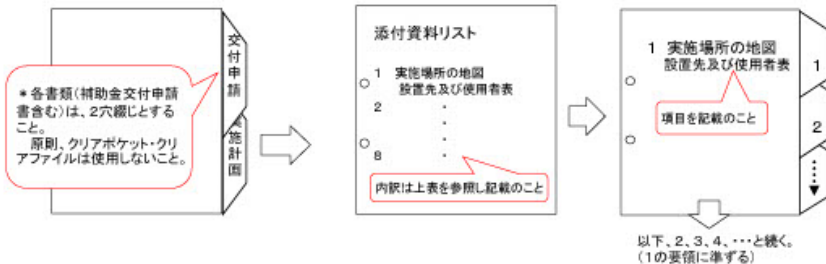 交付申請
実施計画
＊各書類（補助金交付申請
書含む）は、2穴綴じとする
こと。
原則、クリアポケット・クリ
アファイルは使用しないこと。
添付資料リスト
1 実施場所の地図
設置先及び使用者表
2 ・
・
・
8 ・
内訳は上表を参照し記載のこと
1 実施場所の地図
設置先及び使用者表
項目を記載のこと
1
2
以下、2、3、4、・・・と続く。
（1の要領に準ずる）